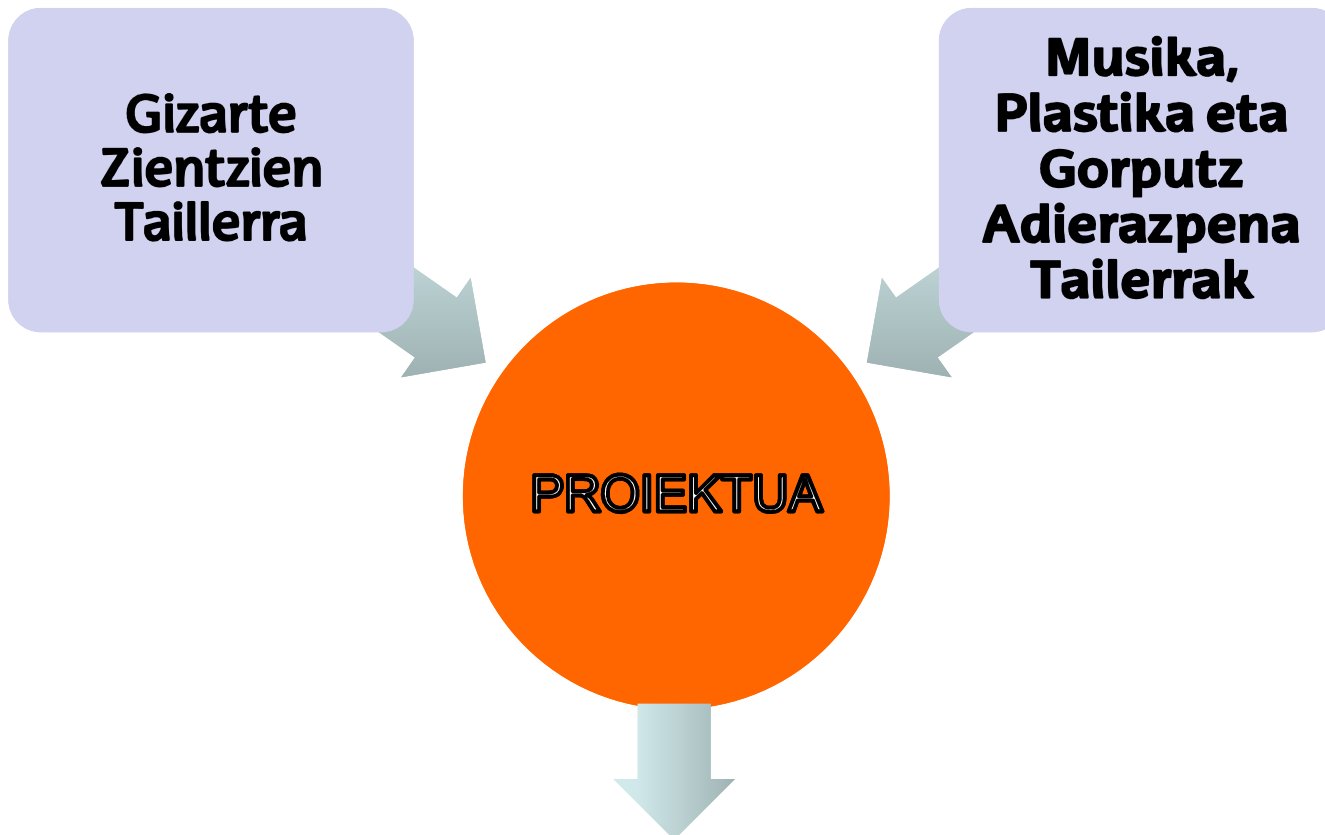 Gizarte
Zientzien
Taillerra
Musika,
Plastika eta
Gorputz
Adierazpena
Tailerrak
PROIEKTUA